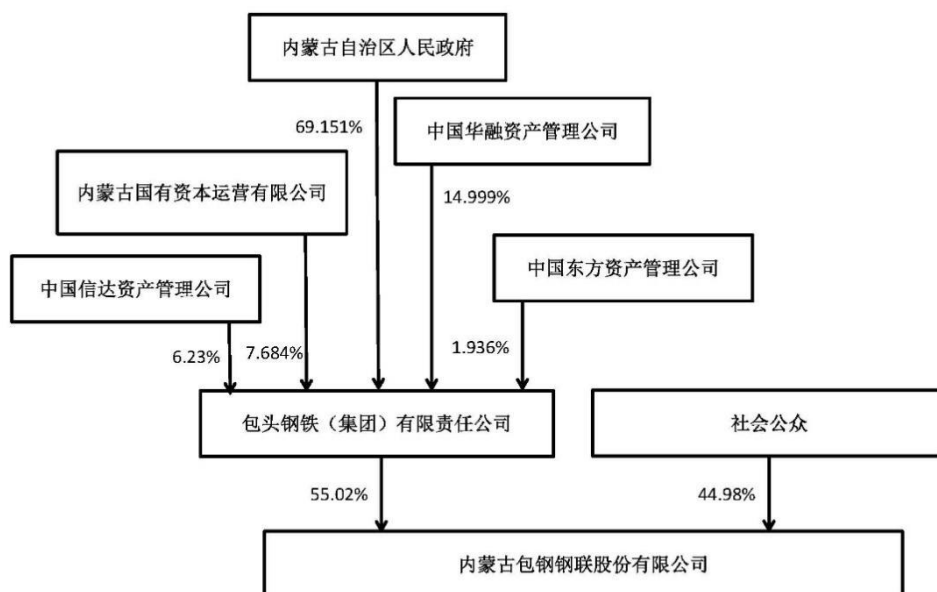 内蒙古自治区人民政府
69.151%
中国华融资产管理公司
内蒙古国有资本运营有限公司
14.999%
中国信达资产管理公司
中国东方资产管理公司
6.23%
7.684%
1.936%
包头钢铁（集团）有限责任公司
社会公众
55.02%
44.98%
内蒙古包钢钢联股份有限公司